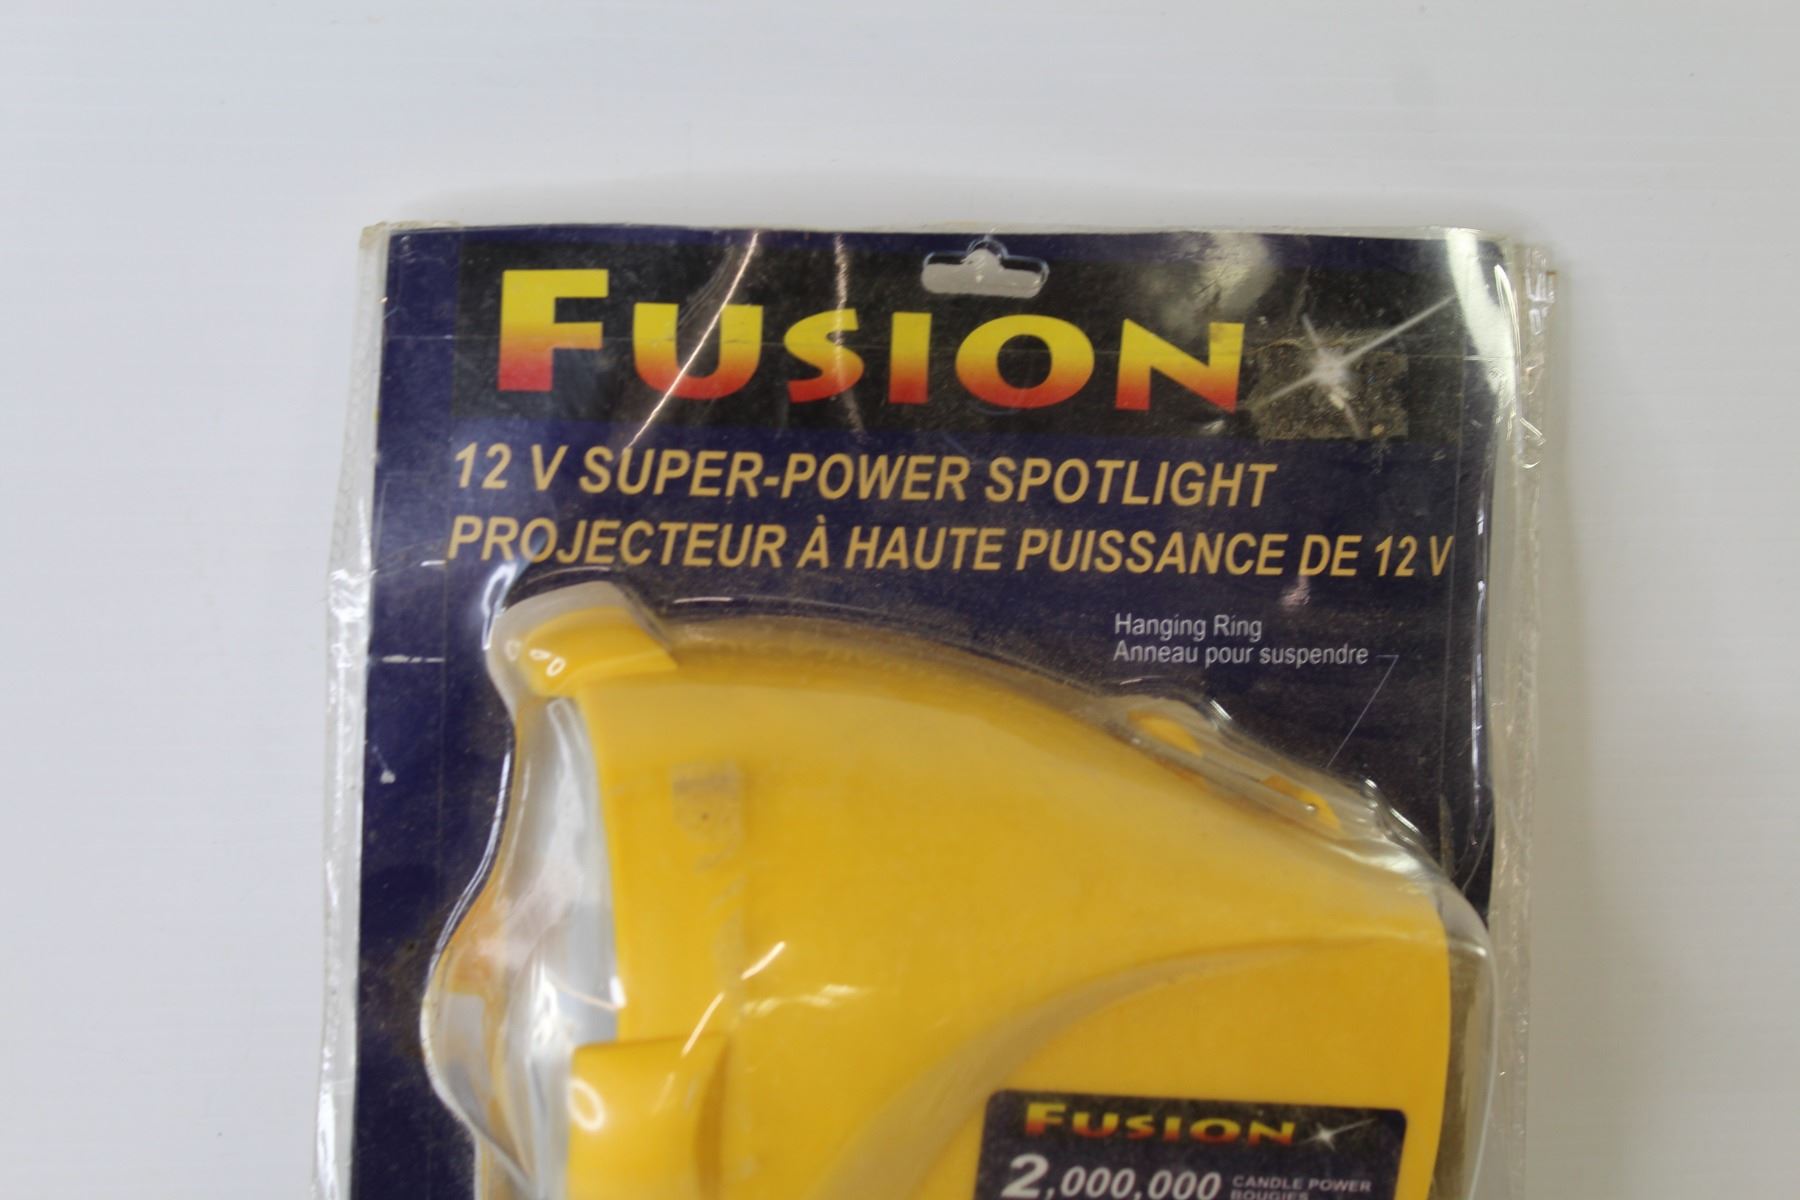 FUSION
12 V SUPER-POWER SPOTLIGHT
PROJECTEUR À HAUTE PUISSANCE DE 12 V
Hanging Ring
Anneau pour suspendre
FUSION
2,000,000 CANDLE POWER
BOUGIES